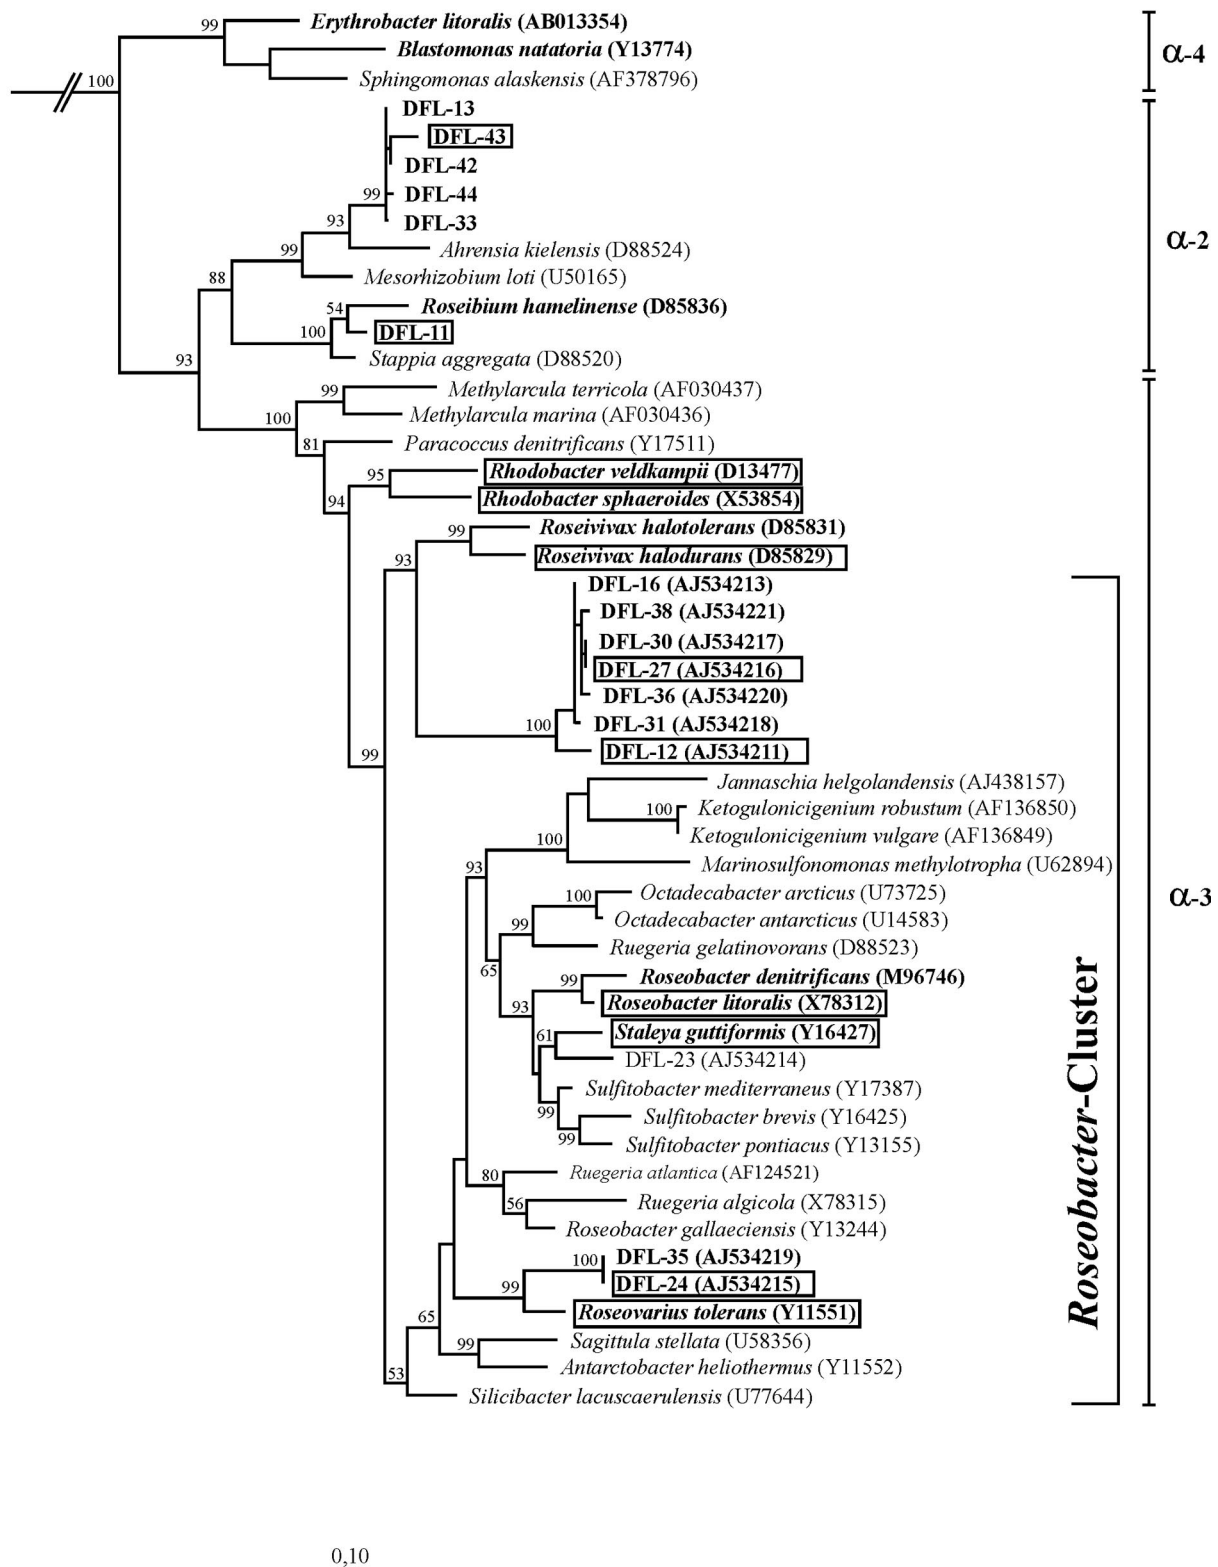 99
Erythrobacter litoralis (AB013354)
Blastomonas natatoria (Y13774)
α-4
100
Sphingomonas alaskensis (AF378796)
DFL-13
DFL-43
DFL-42
99
DFL-44
93
DFL-33
α-2
99
Ahrensia kielensis (D88524)
88
Mesorhizobium loti (U50165)
54
Roseibium hamelinense (D85836)
100
DFL-11
93
Stappia aggregata (D88520)
99
Methylarcula terricola (AF030437)
100
Methylarcula marina (AF030436)
81
Paracoccus denitrificans (Y17511)
95
Rhodobacter veldkampii (D13477)
94
Rhodobacter sphaeroides (X53854)
99
Roseivivax halotolerans (D85831)
93
Roseivivax halodurans (D85829)
DFL-16 (AJ534213)
DFL-38 (AJ534221)
DFL-30 (AJ534217)
DFL-27 (AJ534216)
DFL-36 (AJ534220)
100
DFL-31 (AJ534218)
99
DFL-12 (AJ534211)
Jannaschia helgolandensis (AJ438157)
100
Ketogulonicigenium robustum (AF136850)
100
Ketogulonicigenium vulgare (AF136849)
93
Marinosulfonomonas methylotropha (U62894)
100
Octadecabacter arcticus (U73725)
α-3
99
Octadecabacter antarcticus (U14583)
65
Ruegeria gelatinovorans (D88523)
99
Roseobacter denitrificans (M96746)
93
Roseobacter litoralis (X78312)
61
Staleya guttiformis (Y16427)
DFL-23 (AJ534214)
Sulfitobacter mediterraneus (Y17387)
99
Sulfitobacter brevis (Y16425)
99
Sulfitobacter pontiacus (Y13155)
Roseobacter-Cluster
80
Ruegeria atlantica (AF124521)
56
Ruegeria algicola (X78315)
Roseobacter gallaeciensis (Y13244)
100
DFL-35 (AJ534219)
99
DFL-24 (AJ534215)
65
Roseovarius tolerans (Y11551)
99
Sagittula stellata (U58356)
53
Antarctobacter heliothermus (Y11552)
Silicibacter lacuscaerulensis (U77644)
0,10